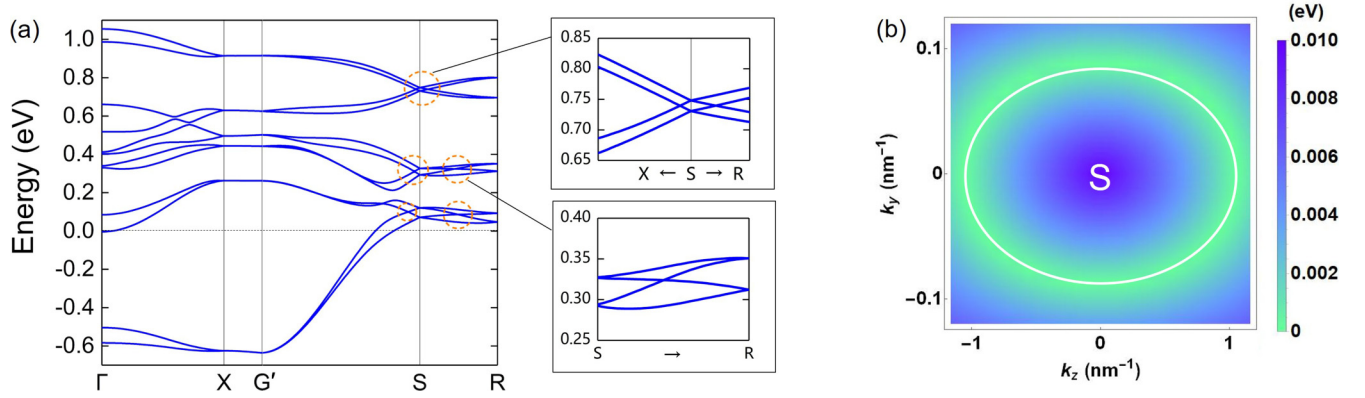 (a)
Energy (eV)
1.0
0.8
0.6
0.4
0.2
0.0
-0.2
-0.4
-0.6
Γ X G′ S R
0.85
0.80
0.75
0.70
0.65
X ← S → R
0.40
0.35
0.30
0.25
S → R
(b)
ky (nm−1)
0.1
0
−0.1
S
−1 0 1
kz (nm−1)
(eV)
0.010
0.008
0.006
0.004
0.002
0